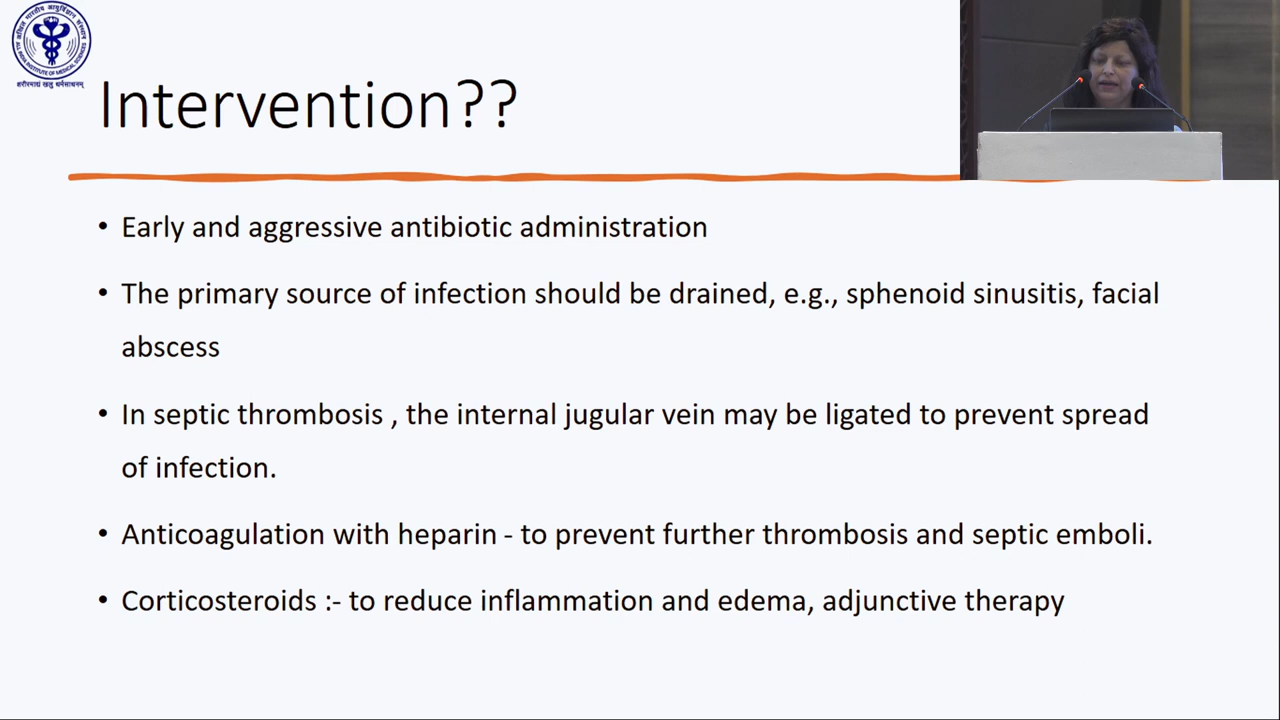 Intervention??
• Early and aggressive antibiotic administration
• The primary source of infection should be drained, e.g., sphenoid sinusitis, facial
abscess
• In septic thrombosis , the internal jugular vein may be ligated to prevent spread
of infection.
• Anticoagulation with heparin - to prevent further thrombosis and septic emboli.
• Corticosteroids :- to reduce inflammation and edema, adjunctive therapy